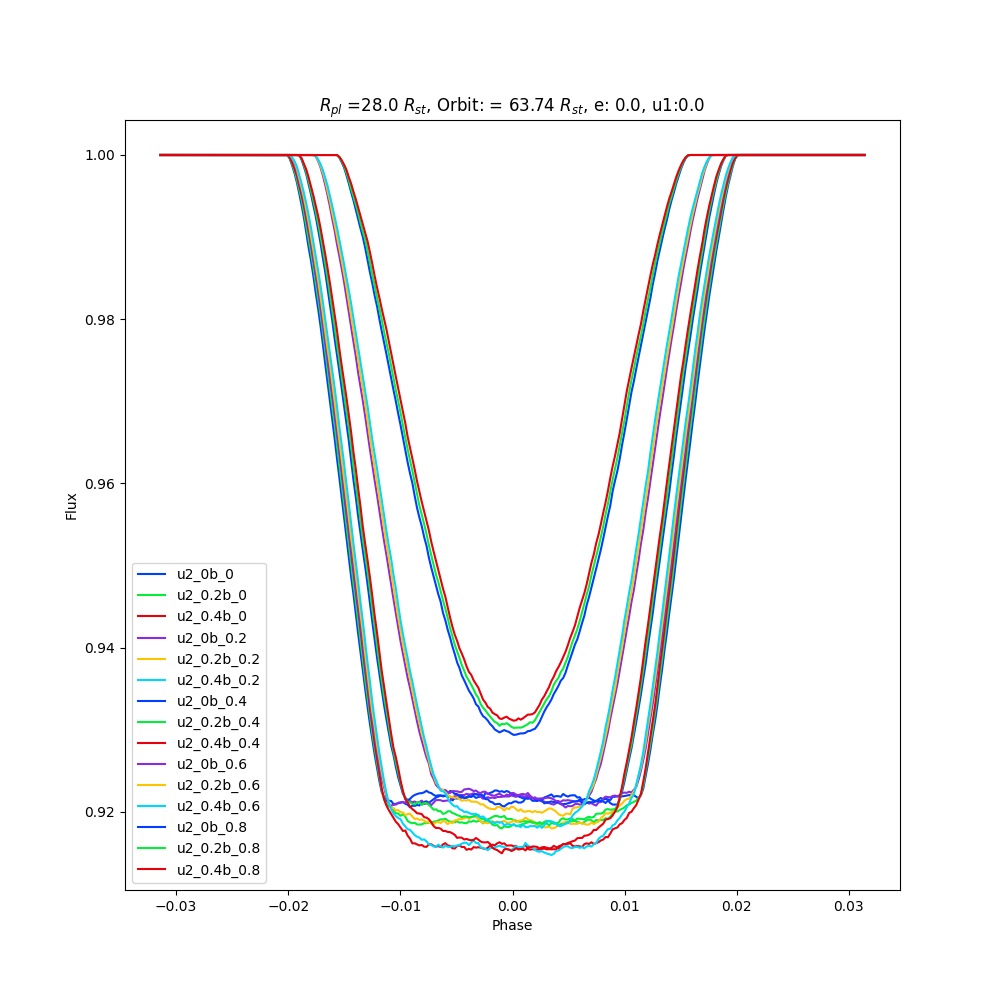 R_pl =28.0 R_st, Orbit: = 63.74 R_st, e: 0.0, u1:0.0
1.00
0.98
0.96
0.94
0.92
Flux
u2_0b_0
u2_0.2b_0
u2_0.4b_0
u2_0b_0.2
u2_0.2b_0.2
u2_0.4b_0.2
u2_0b_0.4
u2_0.2b_0.4
u2_0.4b_0.4
u2_0b_0.6
u2_0.2b_0.6
u2_0.4b_0.6
u2_0b_0.8
u2_0.2b_0.8
u2_0.4b_0.8
−0.03 −0.02 −0.01 0.00 0.01 0.02 0.03
Phase